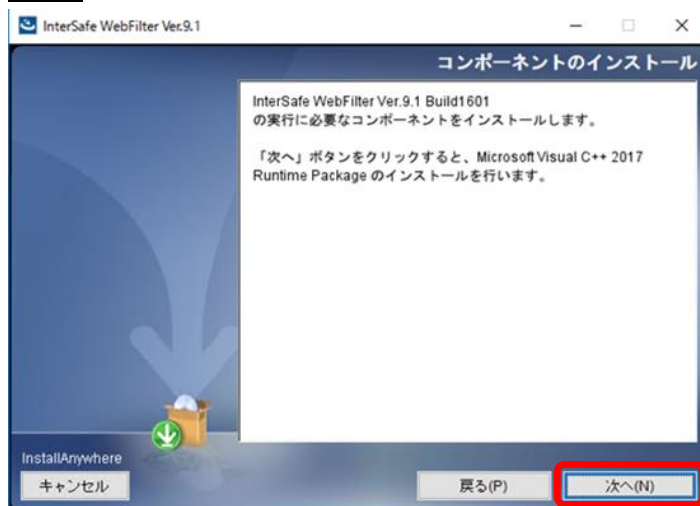 InterSafe WebFilter Ver.9.1
コンポーネントのインストール
InterSafe WebFilter Ver.9.1 Build1601
の実行に必要なコンポーネントをインストールします。
「次へ」ボタンをクリックすると、Microsoft Visual C++ 2017
Runtime Package のインストールを行います。
InstallAnywhere
キャンセル
戻る(P)
次へ(N)